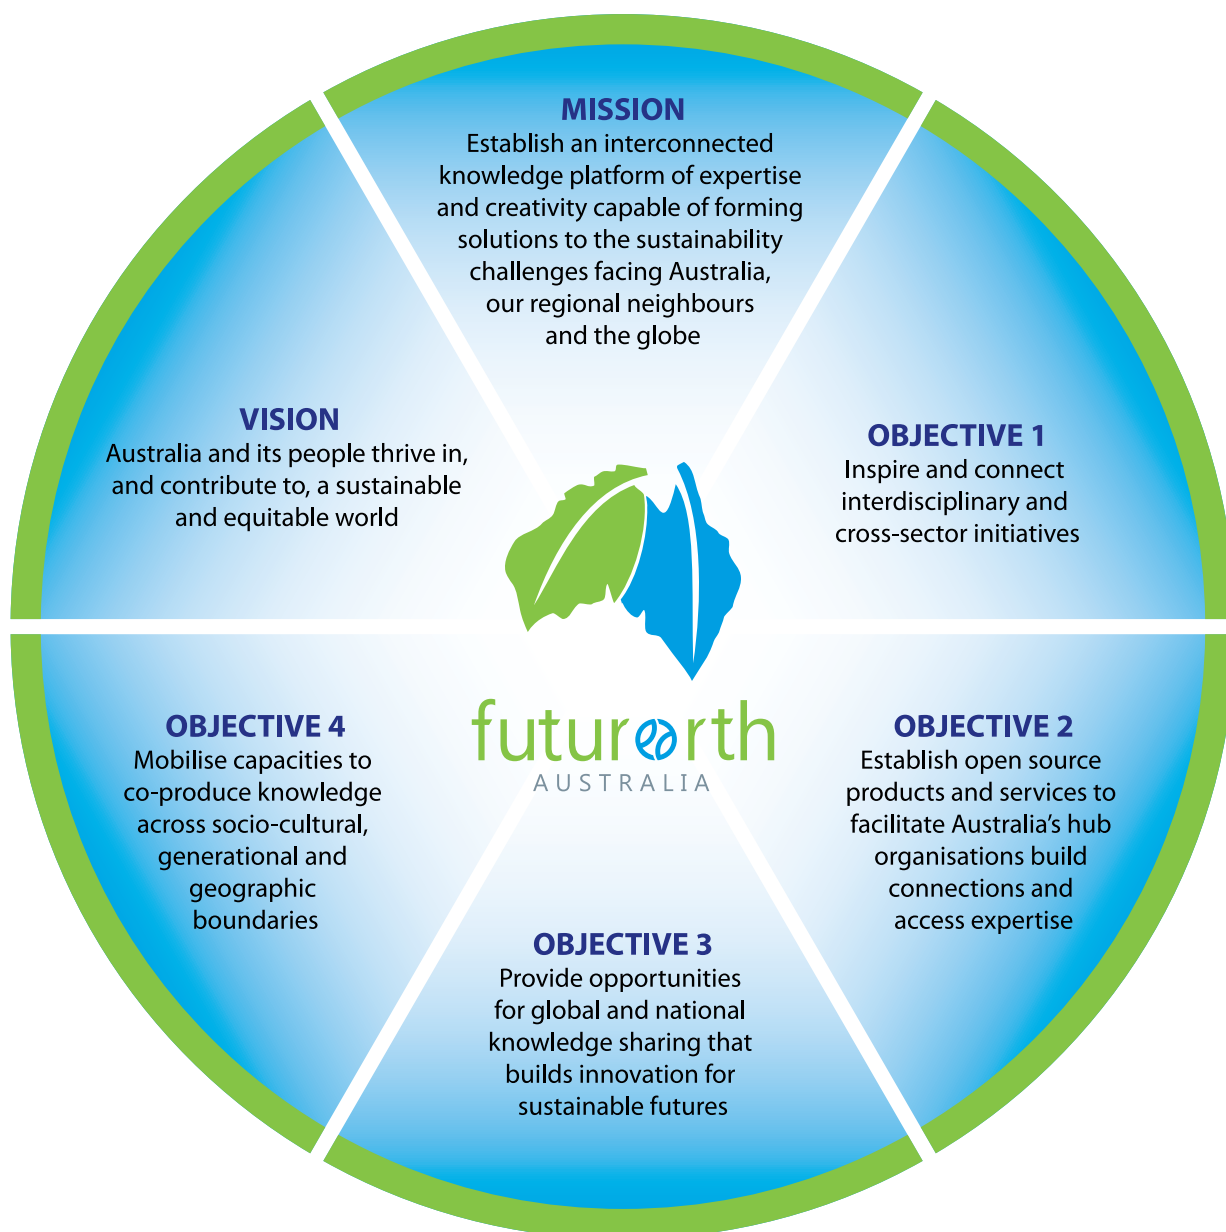 MISSION
Establish an interconnected
knowledge platform of expertise
and creativity capable of forming
solutions to the sustainability
challenges facing Australia,
our regional neighbours
and the globe
OBJECTIVE 1
Inspire and connect
interdisciplinary and
cross-sector initiatives
OBJECTIVE 2
Establish open source
products and services to
facilitate Australia's hub
organisations build
connections and
access expertise
OBJECTIVE 3
Provide opportunities
for global and national
knowledge sharing that
builds innovation for
sustainable futures
OBJECTIVE 4
Mobilise capacities to
co-produce knowledge
across socio-cultural,
generational and
geographic
boundaries
VISION
Australia and its people thrive in,
and contribute to, a sustainable
and equitable world
futurearth
AUSTRALIA